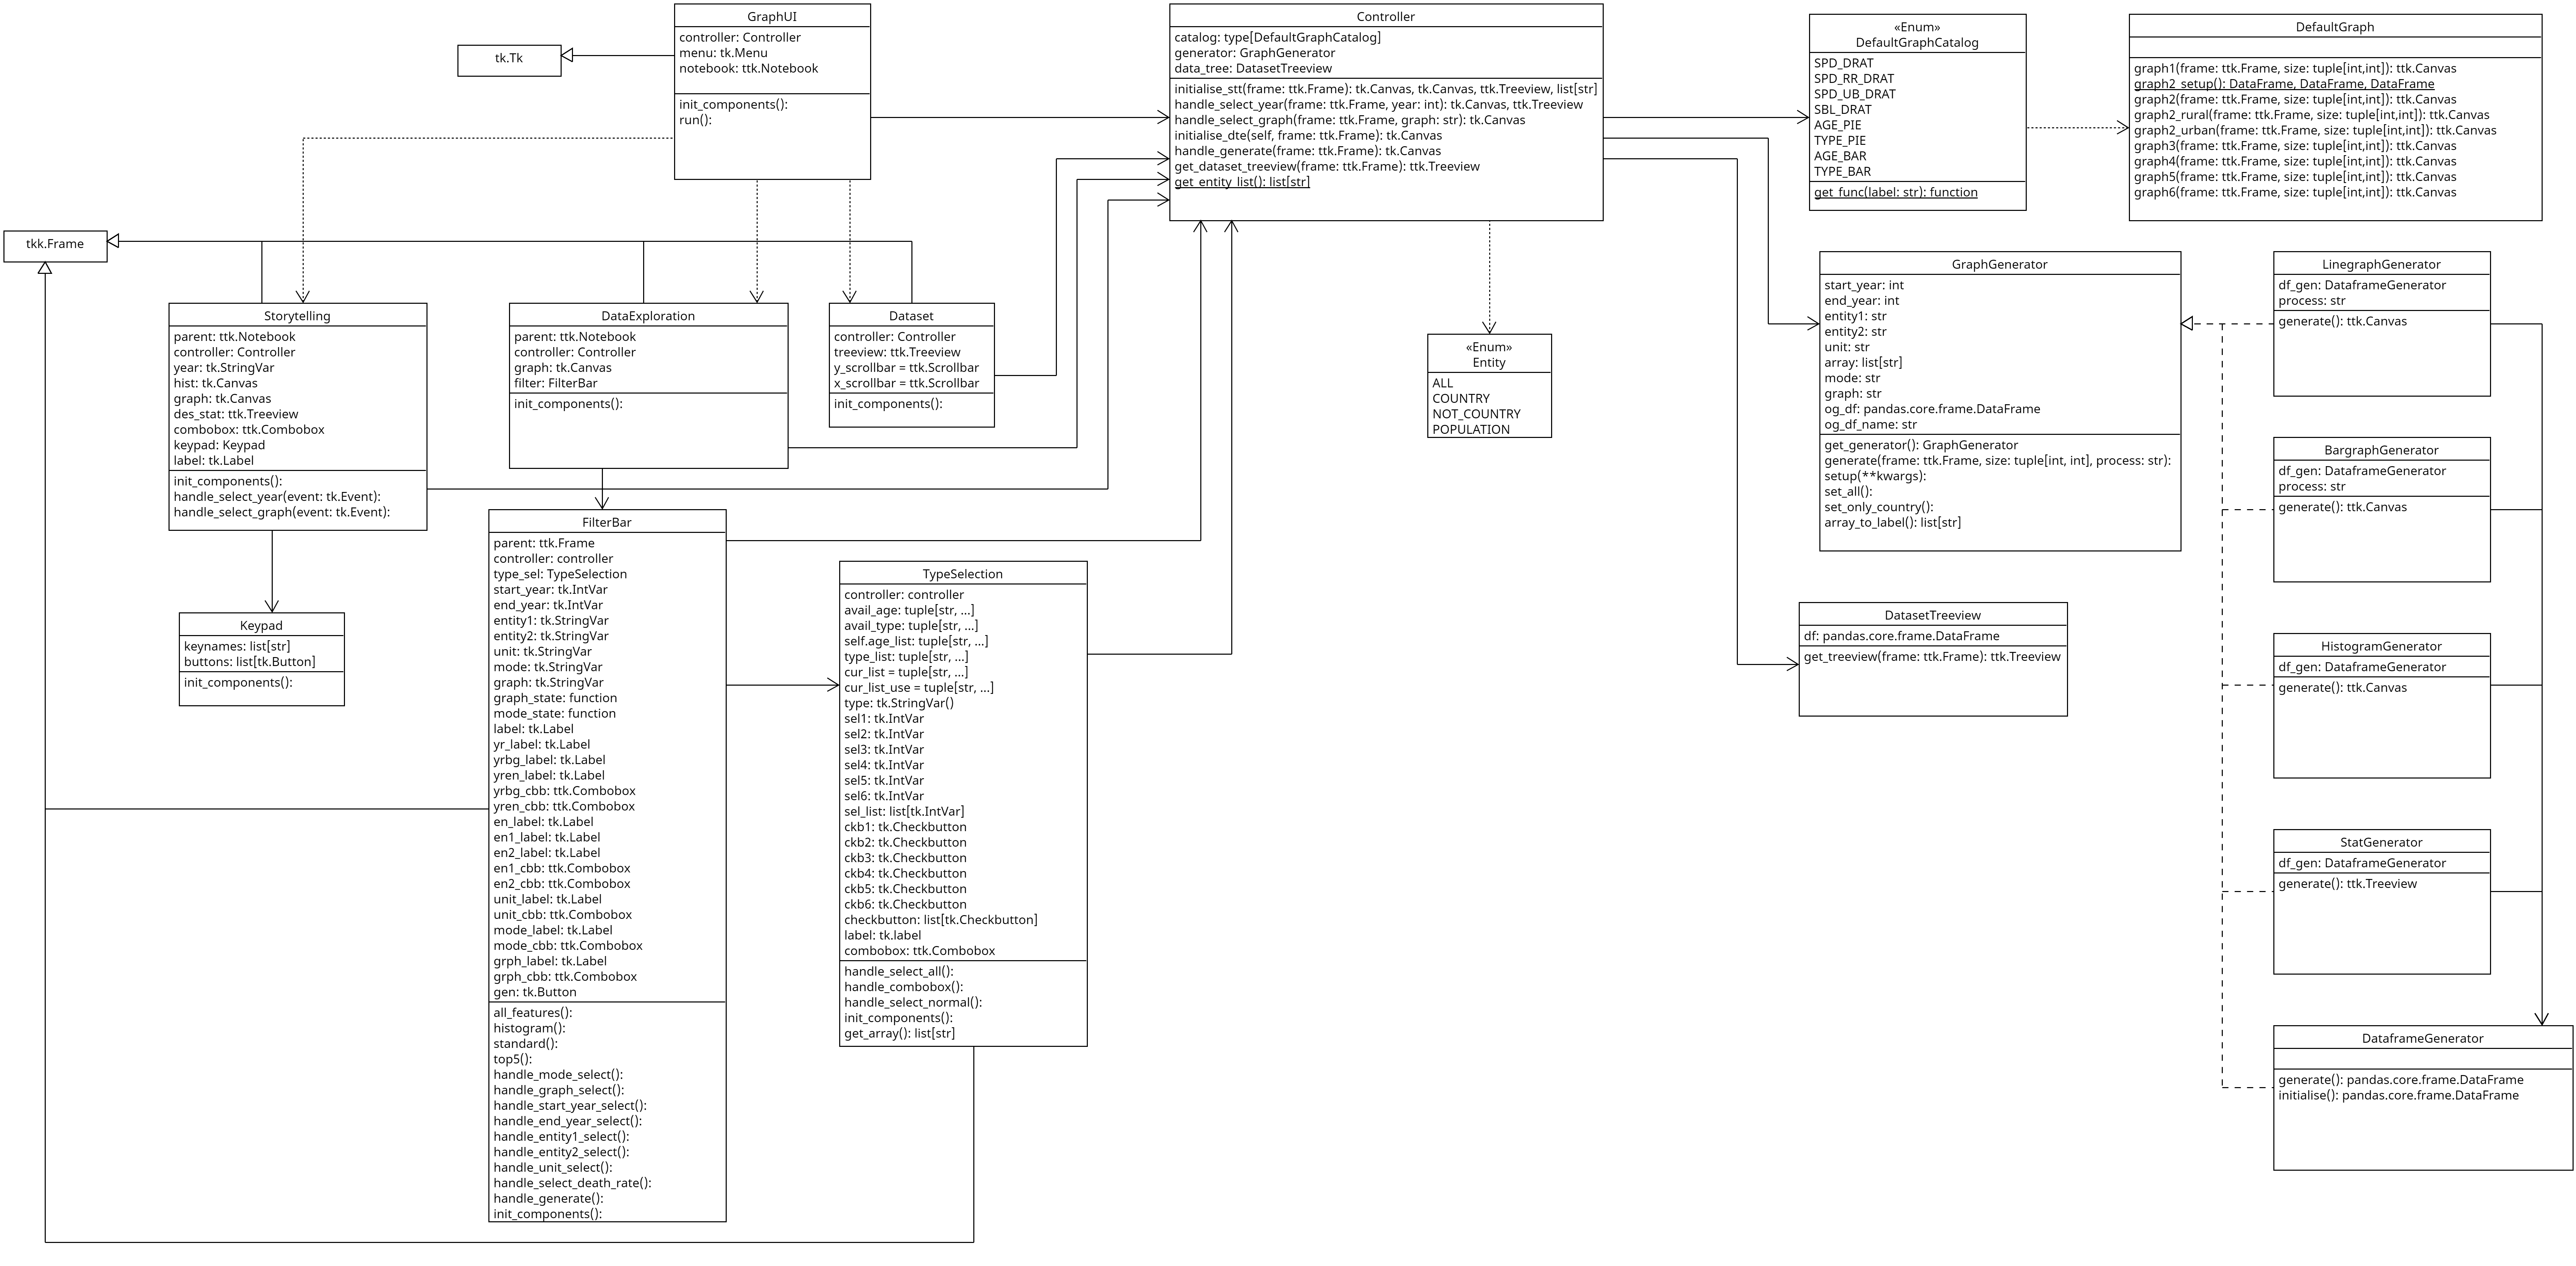 GraphUI
controller: Controller
menu: tk.Menu
notebook: ttk.Notebook
init_components():
run():
tk.Tk
Controller
catalog: type[DefaultGraphCatalog]
generator: GraphGenerator
data_tree: DatasetTreeview
initialise_stt(frame: ttk.Frame): tk.Canvas, tk.Canvas, ttk.Treeview, list[str]
handle_select_year(frame: ttk.Frame, year: int): tk.Canvas, ttk.Treeview
handle_select_graph(frame: ttk.Frame, graph: str): tk.Canvas
initialise_dte(self, frame: ttk.Frame): tk.Canvas
handle_generate(frame: ttk.Frame): tk.Canvas
get_dataset_treeview(frame: ttk.Frame): ttk.Treeview
get_entity_list(): list[str]
«Enum»
DefaultGraphCatalog
SPD_DRAT
SPD_RR_DRAT
SPD_UB_DRAT
SBL_DRAT
AGE_PIE
TYPE_PIE
AGE_BAR
TYPE_BAR
get_func(label: str): function
DefaultGraph
graph1(frame: ttk.Frame, size: tuple[int,int]): ttk.Canvas
graph2_setup(): DataFrame, DataFrame, DataFrame
graph2(frame: ttk.Frame, size: tuple[int,int]): ttk.Canvas
graph2_rural(frame: ttk.Frame, size: tuple[int,int]): ttk.Canvas
graph2_urban(frame: ttk.Frame, size: tuple[int,int]): ttk.Canvas
graph3(frame: ttk.Frame, size: tuple[int,int]): ttk.Canvas
graph4(frame: ttk.Frame, size: tuple[int,int]): ttk.Canvas
graph5(frame: ttk.Frame, size: tuple[int,int]): ttk.Canvas
graph6(frame: ttk.Frame, size: tuple[int,int]): ttk.Canvas
tkk.Frame
Storytelling
parent: ttk.Notebook
controller: Controller
year: tk.StringVar
hist: tk.Canvas
graph: tk.Canvas
des_stat: ttk.Treeview
combobox: ttk.Combobox
keypad: Keypad
label: tk.Label
init_components():
handle_select_year(event: tk.Event):
handle_select_graph(event: tk.Event):
DataExploration
parent: ttk.Notebook
controller: Controller
graph: tk.Canvas
filter: FilterBar
init_components():
Dataset
controller: Controller
treeview: ttk.Treeview
y_scrollbar = ttk.Scrollbar
x_scrollbar = ttk.Scrollbar
init_components():
«Enum»
Entity
ALL
COUNTRY
NOT_COUNTRY
POPULATION
GraphGenerator
start_year: int
end_year: int
entity1: str
entity2: str
unit: str
array: list[str]
mode: str
graph: str
og_df: pandas.core.frame.DataFrame
og_df_name: str
get_generator(): GraphGenerator
generate(frame: ttk.Frame, size: tuple[int, int], process: str):
setup(**kwargs):
set_all():
set_only_country():
array_to_label(): list[str]
LinegraphGenerator
df_gen: DataframeGenerator
process: str
generate(): ttk.Canvas
BargraphGenerator
df_gen: DataframeGenerator
process: str
generate(): ttk.Canvas
Keypad
keynames: list[str]
buttons: list[tk.Button]
init_components():
FilterBar
parent: ttk.Frame
controller: controller
type_sel: TypeSelection
start_year: tk.IntVar
end_year: tk.IntVar
entity1: tk.StringVar
entity2: tk.StringVar
unit: tk.StringVar
mode: tk.StringVar
graph: tk.StringVar
graph_state: function
mode_state: function
label: tk.Label
yr_label: tk.Label
yrbg_label: tk.Label
yren_label: tk.Label
yrbg_cbb: ttk.Combobox
yren_cbb: ttk.Combobox
en_label: tk.Label
en1_label: tk.Label
en2_label: tk.Label
en1_cbb: ttk.Combobox
en2_cbb: ttk.Combobox
unit_label: tk.Label
unit_cbb: ttk.Combobox
mode_label: tk.Label
mode_cbb: ttk.Combobox
grph_label: tk.Label
grph_cbb: ttk.Combobox
gen: tk.Button
all_features():
histogram():
standard():
top5():
handle_mode_select():
handle_graph_select():
handle_start_year_select():
handle_end_year_select():
handle_entity1_select():
handle_entity2_select():
handle_unit_select():
handle_select_death_rate():
handle_generate():
init_components():
TypeSelection
controller: controller
avail_age: tuple[str, ...]
avail_type: tuple[str, ...]
self.age_list: tuple[str, ...]
type_list: tuple[str, ...]
cur_list = tuple[str, ...]
cur_list_use = tuple[str, ...]
type: tk.StringVar()
sel1: tk.IntVar
sel2: tk.IntVar
sel3: tk.IntVar
sel4: tk.IntVar
sel5: tk.IntVar
sel6: tk.IntVar
sel_list: list[tk.IntVar]
ckb1: tk.Checkbutton
ckb2: tk.Checkbutton
ckb3: tk.Checkbutton
ckb4: tk.Checkbutton
ckb5: tk.Checkbutton
ckb6: tk.Checkbutton
checkbutton: list[tk.Checkbutton]
label: tk.label
combobox: ttk.Combobox
handle_select_all():
handle_combobox():
handle_select_normal():
init_components():
get_array(): list[str]
DatasetTreeview
df: pandas.core.frame.DataFrame
get_treeview(frame: ttk.Frame): ttk.Treeview
HistogramGenerator
df_gen: DataframeGenerator
generate(): ttk.Canvas
StatGenerator
df_gen: DataframeGenerator
generate(): ttk.Treeview
DataframeGenerator
generate(): pandas.core.frame.DataFrame
initialise(): pandas.core.frame.DataFrame